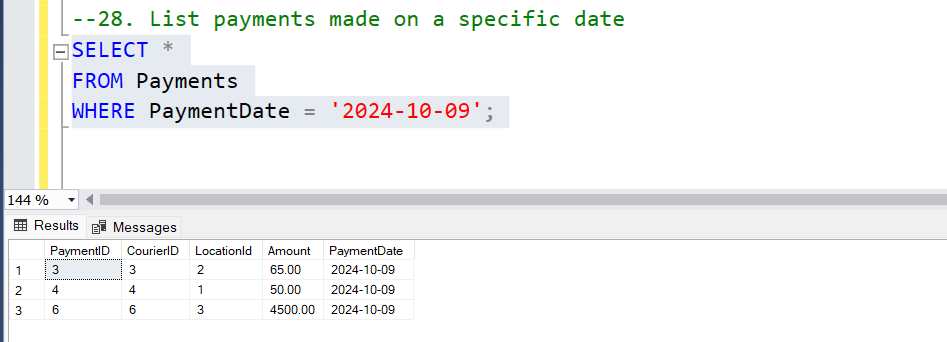 --28. List payments made on a specific date
SELECT *
FROM Payments
WHERE PaymentDate = '2024-10-09';
144 %
Results Messages
PaymentID CourierID LocationId Amount PaymentDate
1 3 3 2 65.00 2024-10-09
2 4 4 1 50.00 2024-10-09
3 6 6 3 4500.00 2024-10-09